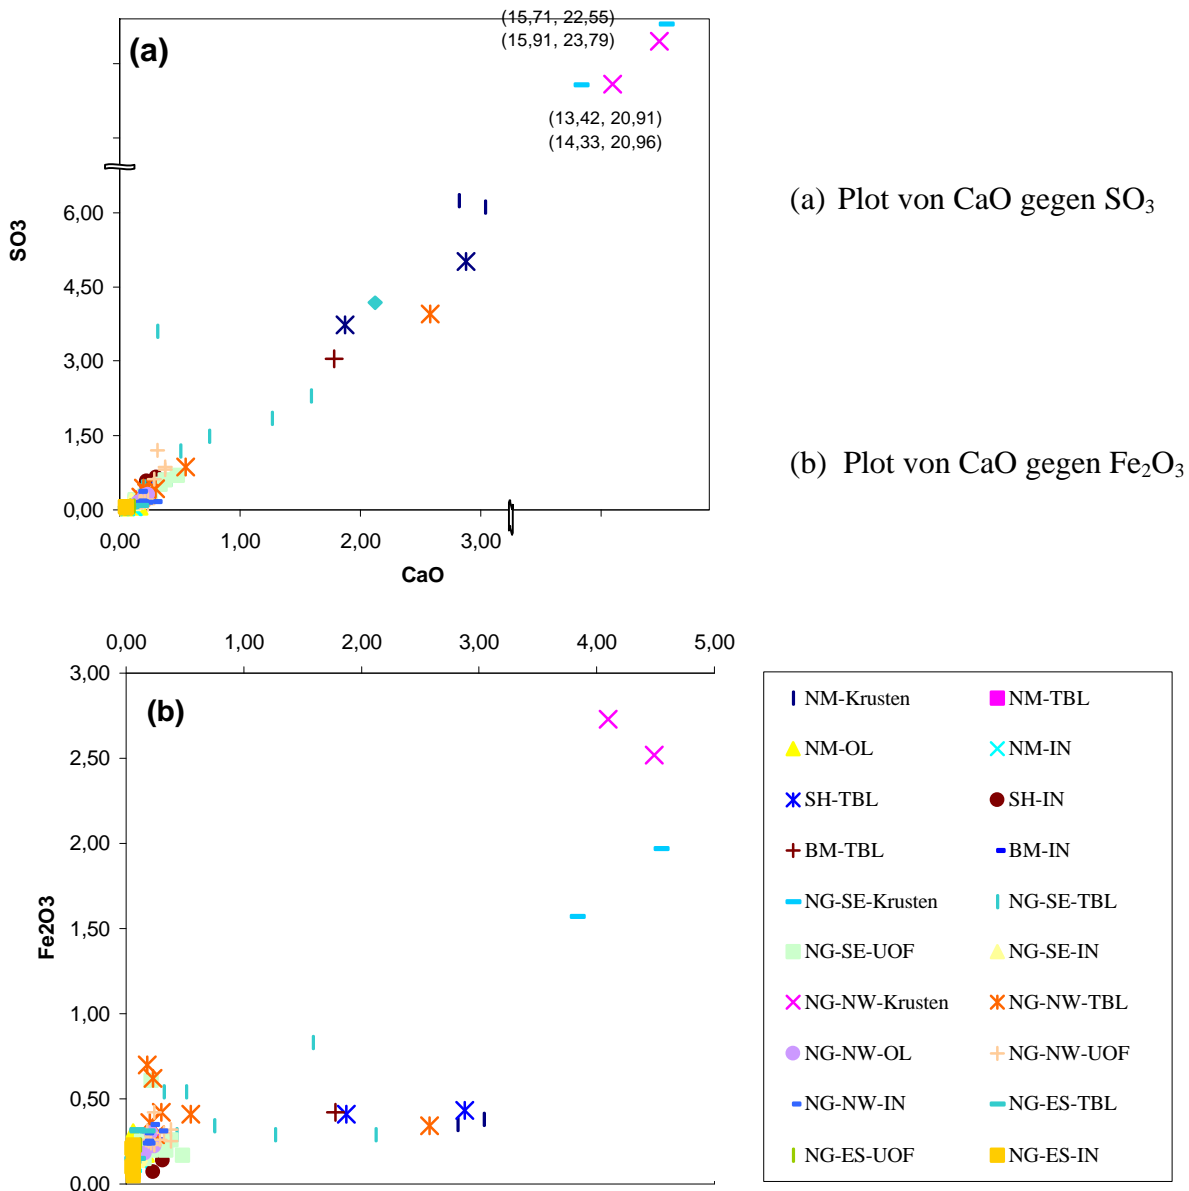 (15,71, 22,55)
(15,91, 23,79)
(a)
(13,42, 20,91)
(14,33, 20,96)
6,00
4,50
3,00
1,50
0,00
SO3
0,00 1,00 2,00 3,00
CaO
(a) Plot von CaO gegen SO₃
(b) Plot von CaO gegen Fe₂O₃
0,00 1,00 2,00 3,00 4,00 5,00
3,00
(b)
2,50
2,00
1,50
1,00
0,50
0,00
Fe2O3
NM-Krusten NM-TBL
NM-OL NM-IN
SH-TBL SH-IN
BM-TBL BM-IN
NG-SE-Krusten NG-SE-TBL
NG-SE-UOF NG-SE-IN
NG-NW-Krusten NG-NW-TBL
NG-NW-OL NG-NW-UOF
NG-NW-IN NG-ES-TBL
NG-ES-UOF NG-ES-IN